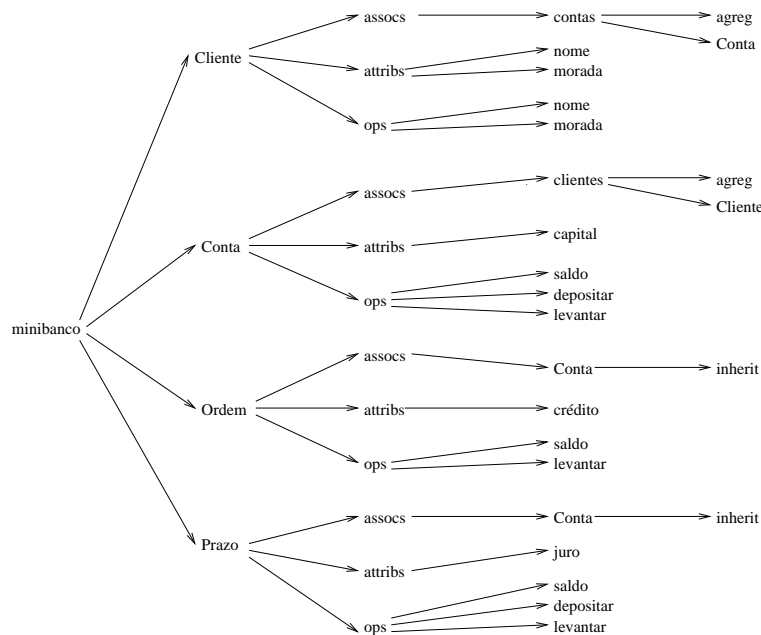 assocs contas agreg
Conta
nome
Cliente attribs morada
nome
ops morada
clientes agreg
assocs
Cliente
capital
Conta attribs
saldo
ops depositar
levantar
minibanco
assocs
Conta inherit
Ordem attribs crédito
saldo
ops levantar
assocs Conta inherit
Prazo
juro
attribs
saldo
depositar
ops levantar